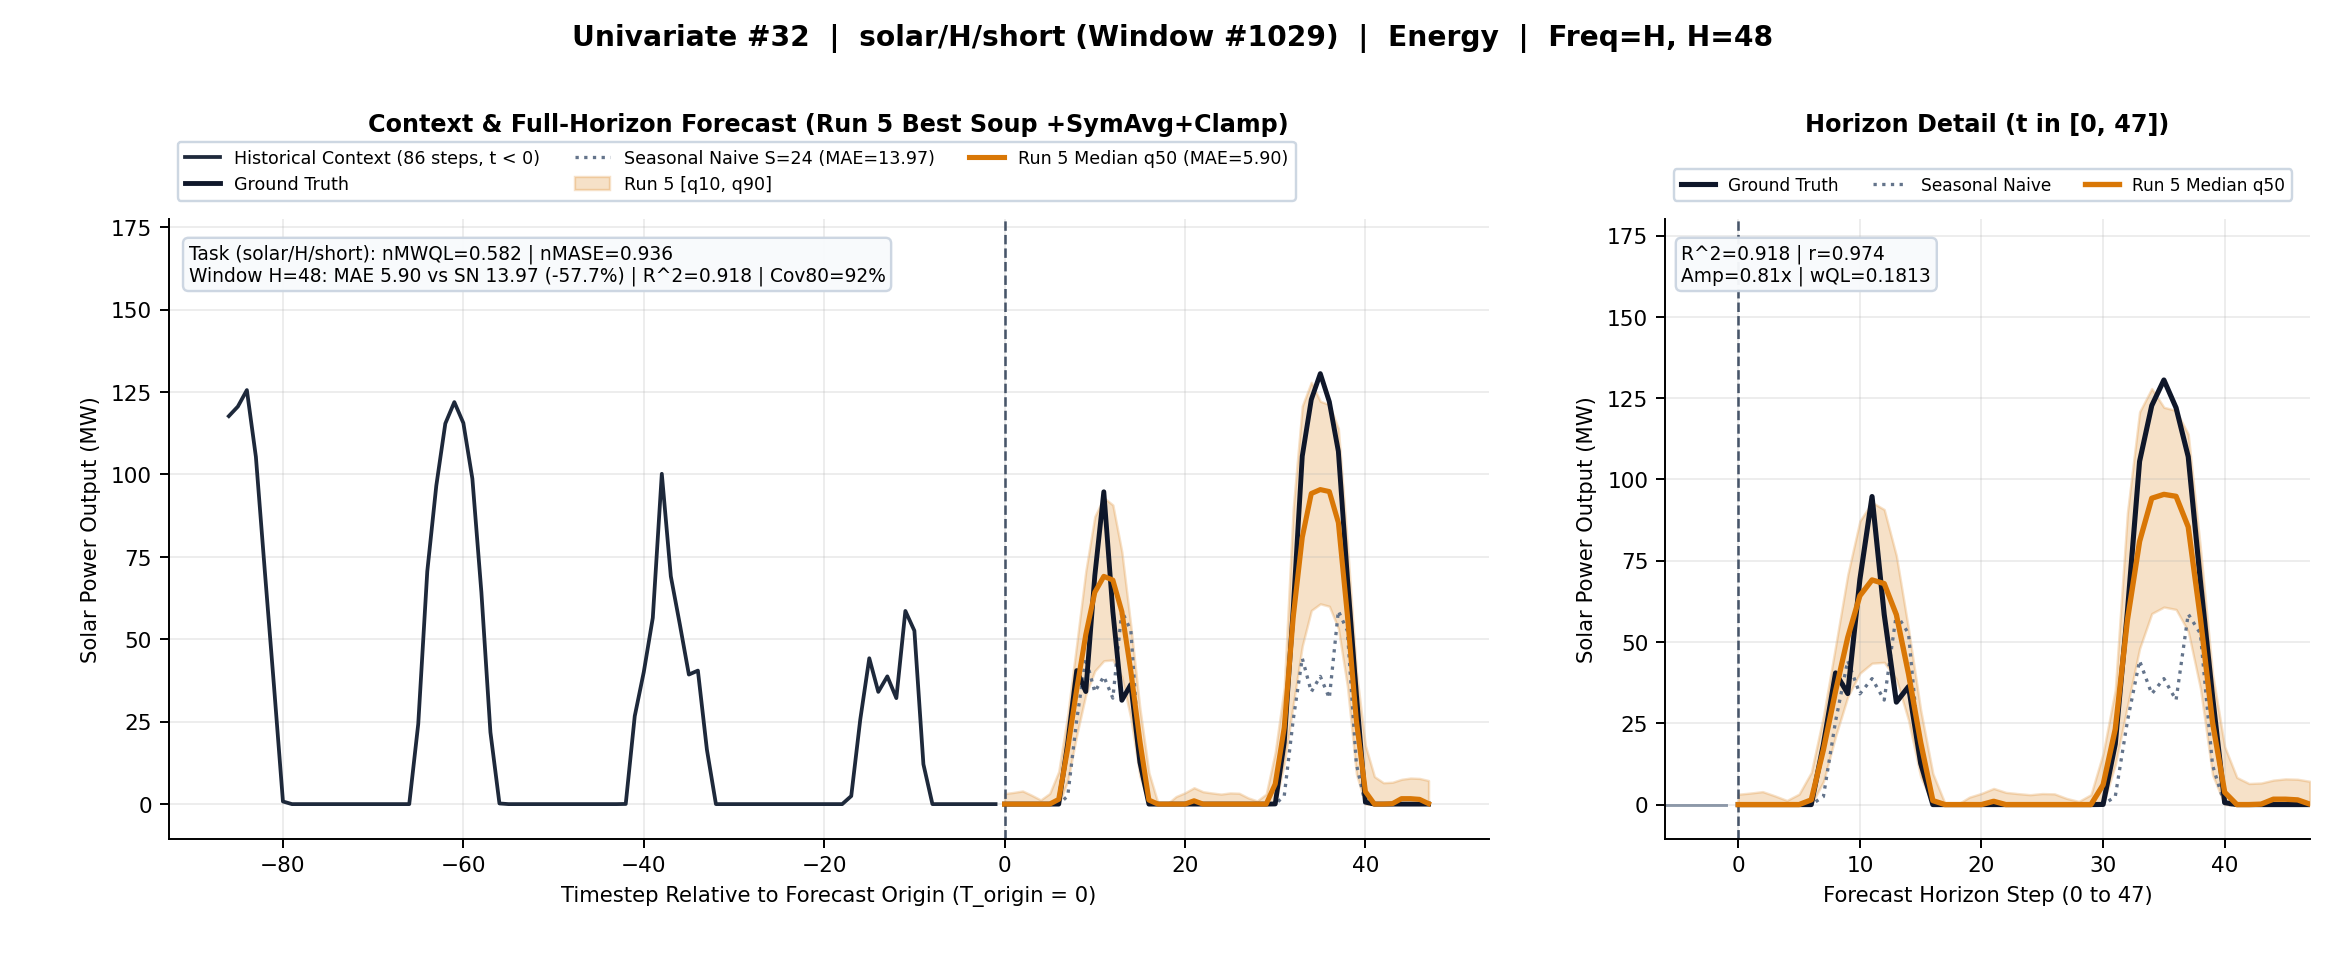 Univariate #32 | solar/H/short (Window #1029) | Energy | Freq=H, H=48
Context & Full-Horizon Forecast (Run 5 Best Soup +SymAvg+Clamp)
Historical Context (86 steps, t < 0)
Ground Truth
Seasonal Naive S=24 (MAE=13.97)
Run 5 [q10, q90]
Run 5 Median q50 (MAE=5.90)
Task (solar/H/short): nMWQL=0.582 | nMASE=0.936
Window H=48: MAE 5.90 vs SN 13.97 (-57.7%) | R^2=0.918 | Cov80=92%
Solar Power Output (MW)
175
150
125
100
75
50
25
0
−80 −60 −40 −20 0 20 40
Timestep Relative to Forecast Origin (T_origin = 0)
Horizon Detail (t in [0, 47])
Ground Truth Seasonal Naive Run 5 Median q50
R^2=0.918 | r=0.974
Amp=0.81x | wQL=0.1813
Solar Power Output (MW)
175
150
125
100
75
50
25
0
0 10 20 30 40
Forecast Horizon Step (0 to 47)